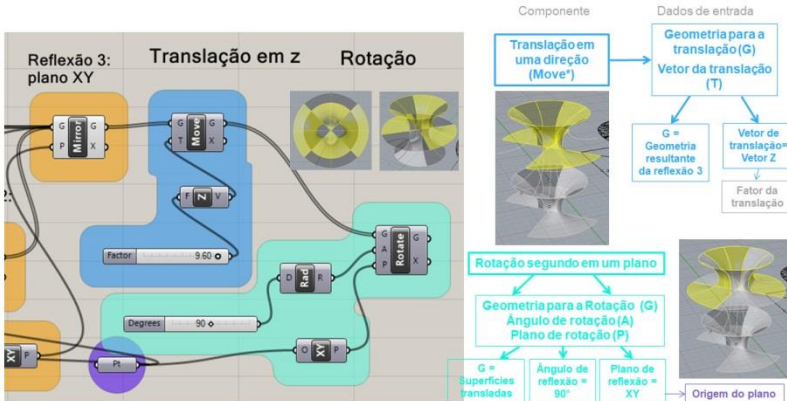 Reflexão 3:
plano XY
Translação em z
Rotação
G
P
Mirror
G
X
G
T
Move
G
X
F
Z
V
Factor
9.60
G
A
P
Rotate
G
X
D
Rad
R
Degrees
90
O
XY
P
XY
P
Pt
Componente
Dados de entrada
Translação em
uma direção
(Move*)
Geometria para a
translação (G)
Vetor da translação
(T)
G =
Geometria
resultante
da reflexão 3
Vetor de
translação=
Vetor Z
Fator da
translação
Rotação segundo em um plano
Geometria para a Rotação (G)
Ângulo de rotação (A)
Plano de rotação (P)
G =
Superfícies
transladas
Ângulo de
reflexão =
90°
Plano de
reflexão =
XY
Origem do plano